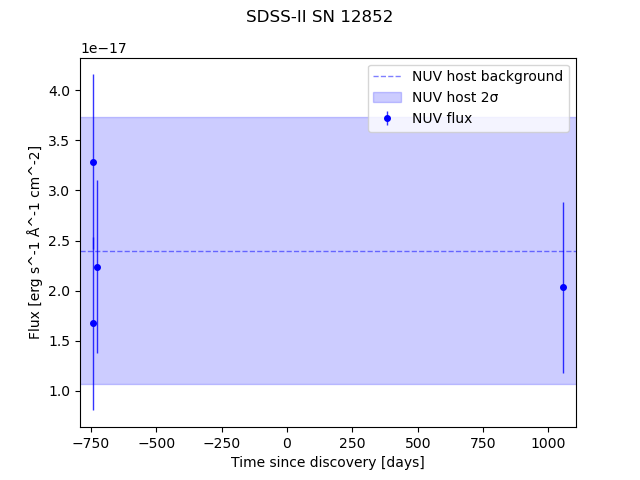 SDSS-II SN 12852
1e−17
NUV host background
NUV host 2σ
NUV flux
4.0
3.5
3.0
2.5
2.0
1.5
1.0
Flux [erg s^-1 Å^-1 cm^-2]
−750 −500 −250 0 250 500 750 1000
Time since discovery [days]